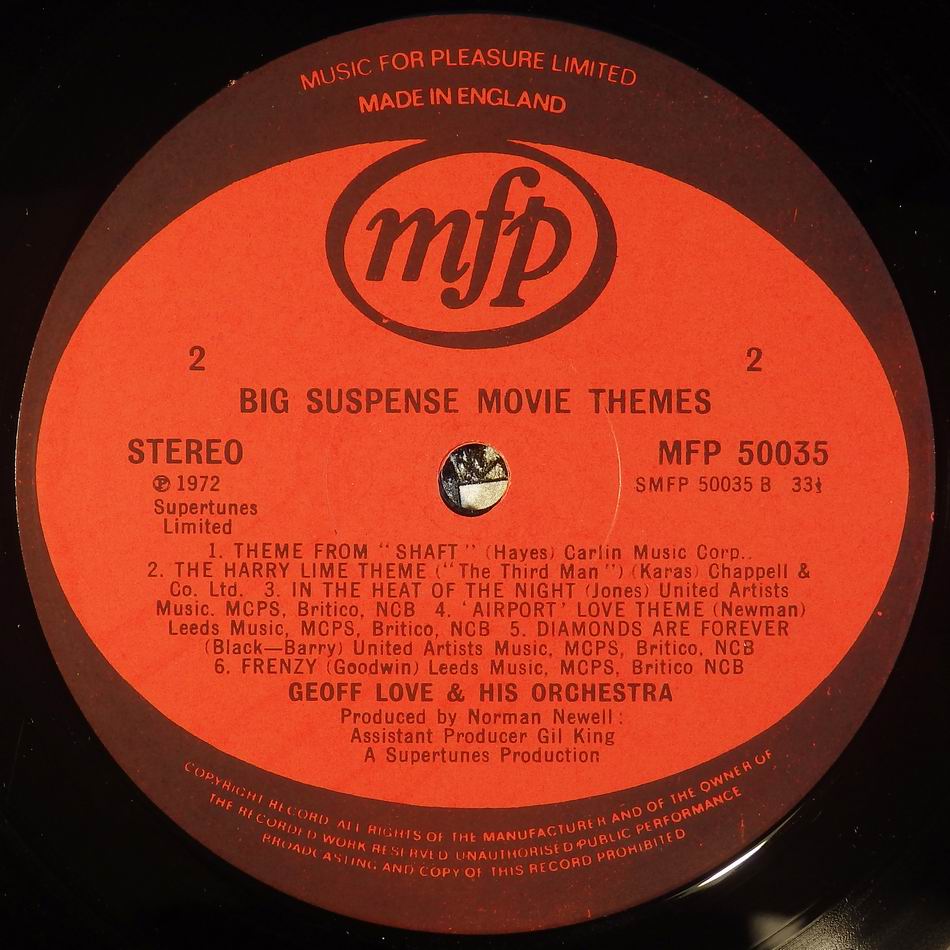 MUSIC FOR PLEASURE LIMITED
MADE IN ENGLAND
mfp
2 2
BIG SUSPENSE MOVIE THEMES
STEREO MFP 50035
℗ 1972 SMFP 50035 B 33⅓
Supertunes
Limited
1. THEME FROM "SHAFT" (Hayes) Carlin Music Corp..
2. THE HARRY LIME THEME ("The Third Man") (Karas) Chappell &
Co. Ltd. 3. IN THE HEAT OF THE NIGHT (Jones) United Artists
Music. MCPS, Britico, NCB 4. 'AIRPORT' LOVE THEME (Newman)
Leeds Music, MCPS, Britico, NCB 5. DIAMONDS ARE FOREVER
(Black—Barry) United Artists Music, MCPS, Britico, NCB
6. FRENZY (Goodwin) Leeds Music, MCPS, Britico NCB
GEOFF LOVE & HIS ORCHESTRA
Produced by Norman Newell:
Assistant Producer Gil King
A Supertunes Production
COPYRIGHT RECORD. ALL RIGHTS OF THE MANUFACTURER AND OF THE OWNER OF
THE RECORDED WORK RESERVED UNAUTHORISED PUBLIC PERFORMANCE
BROADCASTING AND COPY OF THIS RECORD PROHIBITED